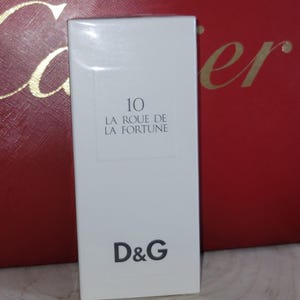 Cartier
10
LA ROUE DE
LA FORTUNE
D&G